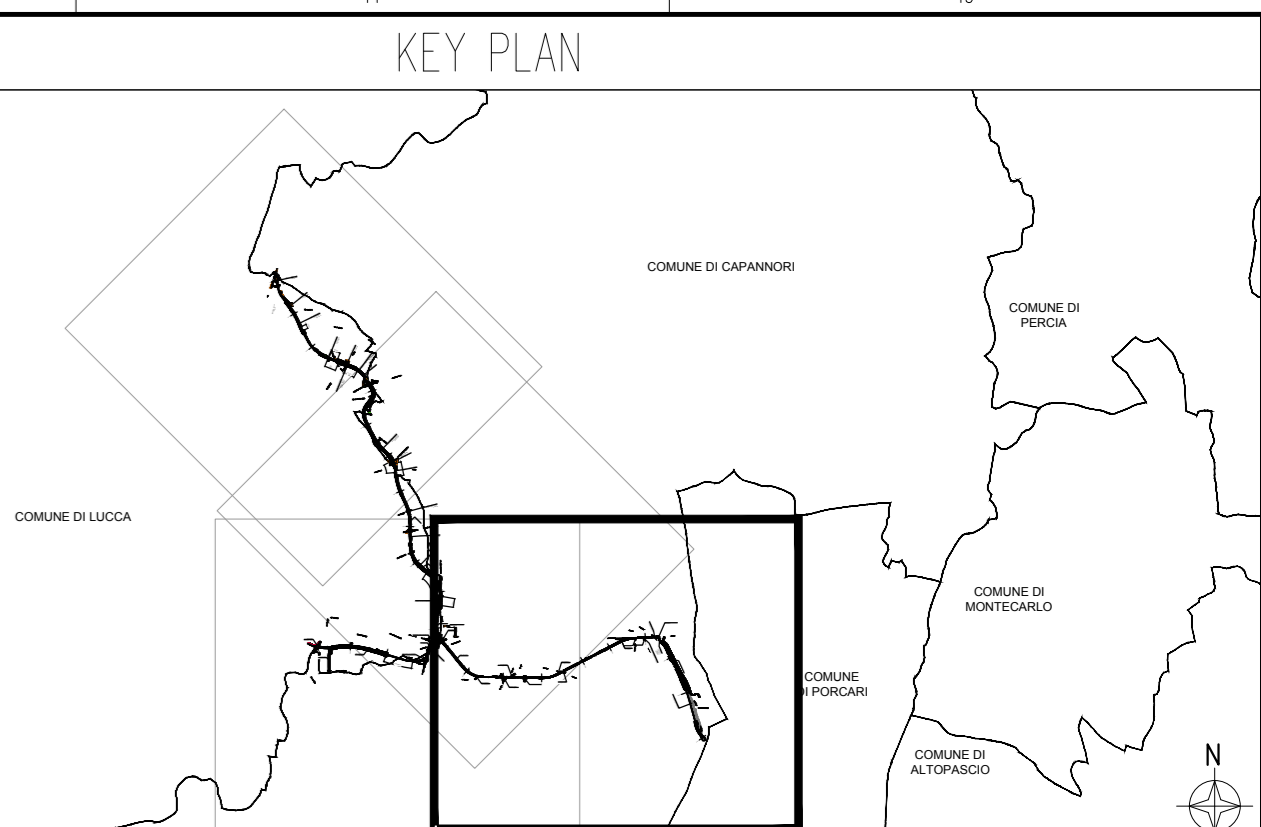 KEY PLAN
COMUNE DI CAPANNORI
COMUNE DI
PERCIA
COMUNE DI LUCCA
COMUNE DI
MONTECARLO
COMUNE
DI PORCARI
COMUNE DI
ALTOPASCIO
N